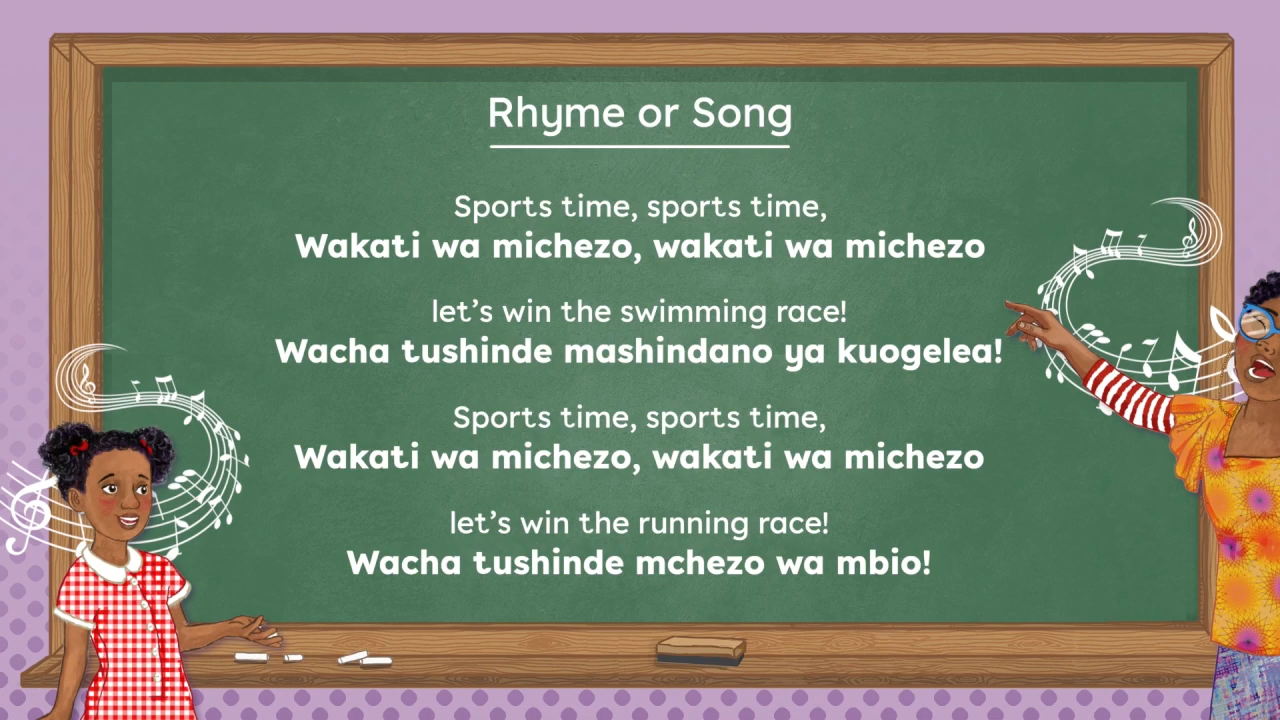 Rhyme or Song
Sports time, sports time,
Wakati wa michezo, wakati wa michezo
let's win the swimming race!
Wacha tushinde mashindano ya kuogelea!
Sports time, sports time,
Wakati wa michezo, wakati wa michezo
let's win the running race!
Wacha tushinde mchezo wa mbio!